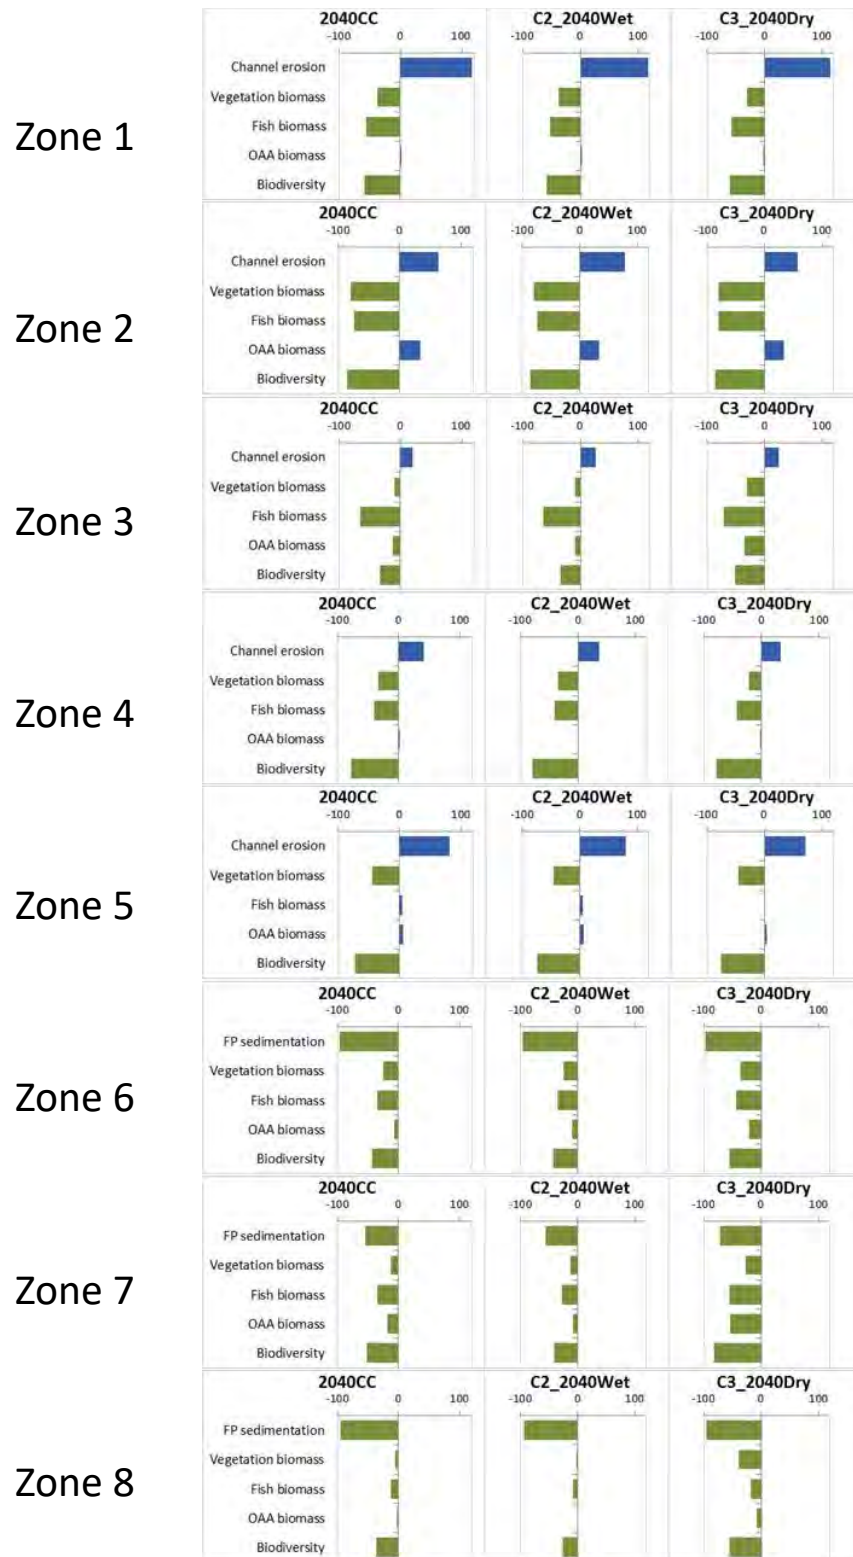 Zone 1
2040CC C2_2040Wet C3_2040Dry
-100 0 100 -100 0 100 -100 0 100
Channel erosion
Vegetation biomass
Fish biomass
OAA biomass
Biodiversity
Zone 2
2040CC C2_2040Wet C3_2040Dry
-100 0 100 -100 0 100 -100 0 100
Channel erosion
Vegetation biomass
Fish biomass
OAA biomass
Biodiversity
Zone 3
2040CC C2_2040Wet C3_2040Dry
-100 0 100 -100 0 100 -100 0 100
Channel erosion
Vegetation biomass
Fish biomass
OAA biomass
Biodiversity
Zone 4
2040CC C2_2040Wet C3_2040Dry
-100 0 100 -100 0 100 -100 0 100
Channel erosion
Vegetation biomass
Fish biomass
OAA biomass
Biodiversity
Zone 5
2040CC C2_2040Wet C3_2040Dry
-100 0 100 -100 0 100 -100 0 100
Channel erosion
Vegetation biomass
Fish biomass
OAA biomass
Biodiversity
Zone 6
2040CC C2_2040Wet C3_2040Dry
-100 0 100 -100 0 100 -100 0 100
FP sedimentation
Vegetation biomass
Fish biomass
OAA biomass
Biodiversity
Zone 7
2040CC C2_2040Wet C3_2040Dry
-100 0 100 -100 0 100 -100 0 100
FP sedimentation
Vegetation biomass
Fish biomass
OAA biomass
Biodiversity
Zone 8
2040CC C2_2040Wet C3_2040Dry
-100 0 100 -100 0 100 -100 0 100
FP sedimentation
Vegetation biomass
Fish biomass
OAA biomass
Biodiversity